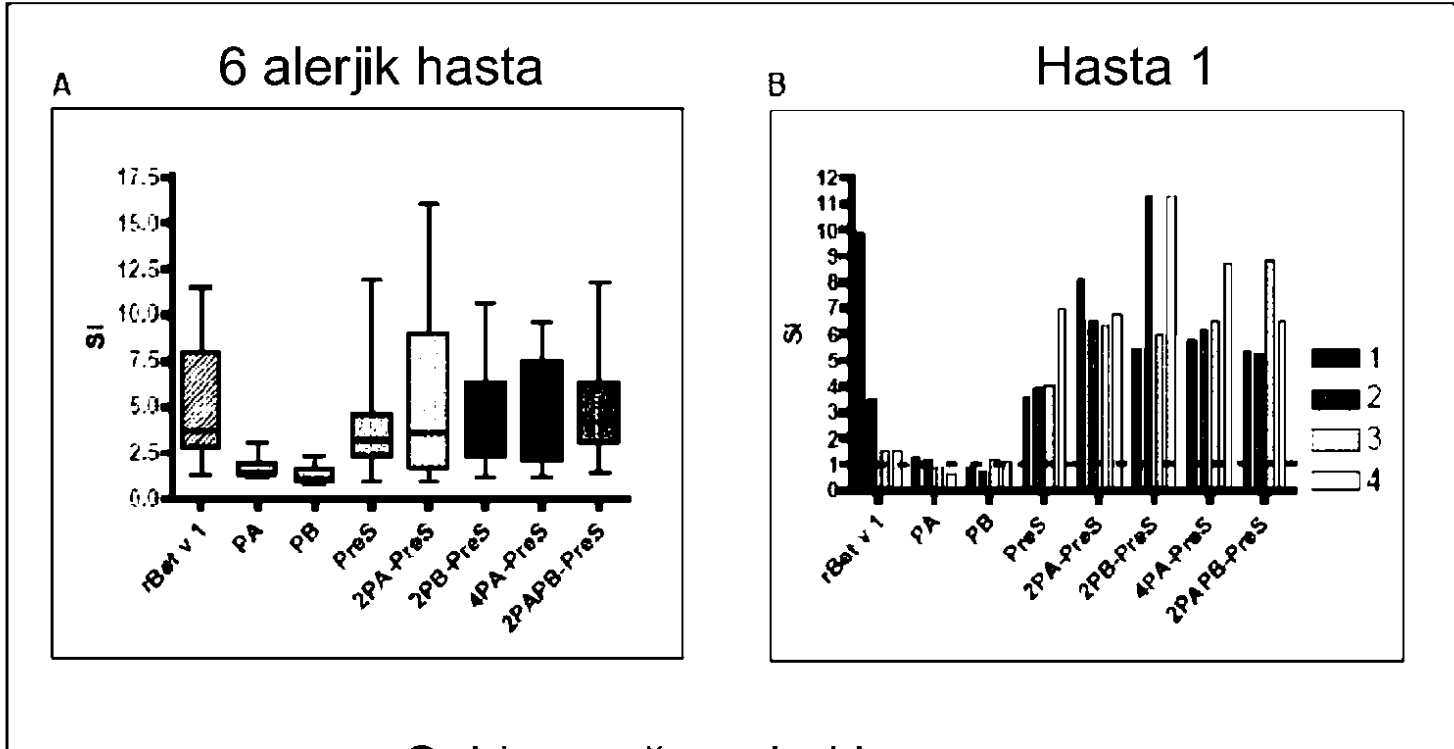 6 alerjik hasta
Hasta 1
A
B
SI
17.5
15.0
12.5
10.0
7.5
5.0
2.5
0.0
rBet v 1
PA
PB
PreS
2PA-PreS
2PB-PreS
4PA-PreS
2PAPB-PreS
SI
12
11
10
9
8
7
6
5
4
3
2
1
0
rBet v 1
PA
PB
PreS
2PA-PreS
2PB-PreS
4PA-PreS
2PAPB-PreS
1
2
3
4